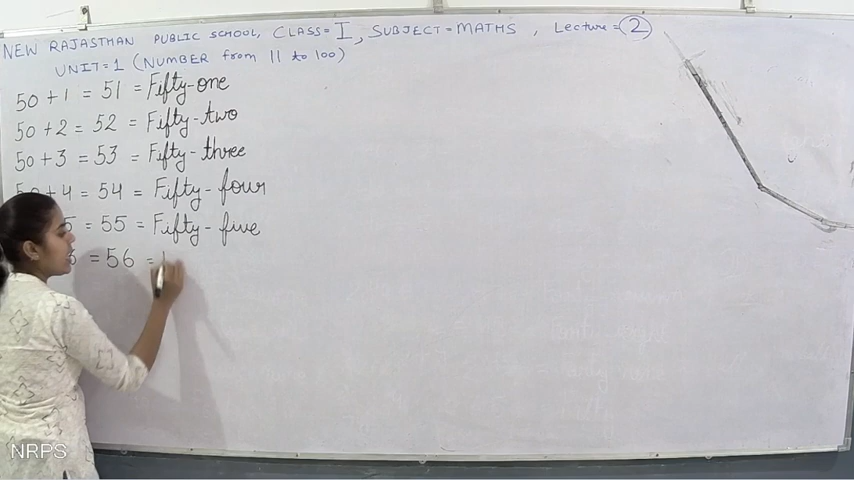 NEW RAJASTHAN PUBLIC SCHOOL, CLASS=I, SUBJECT=MATHS, Lecture=2
UNIT=1 (NUMBER from 11 to 100)
50+1 = 51 = Fifty-one
50+2 = 52 = Fifty-two
50+3 = 53 = Fifty-three
50+4 = 54 = Fifty-four
5 = 55 = Fifty-five
= 56 =
NRPS